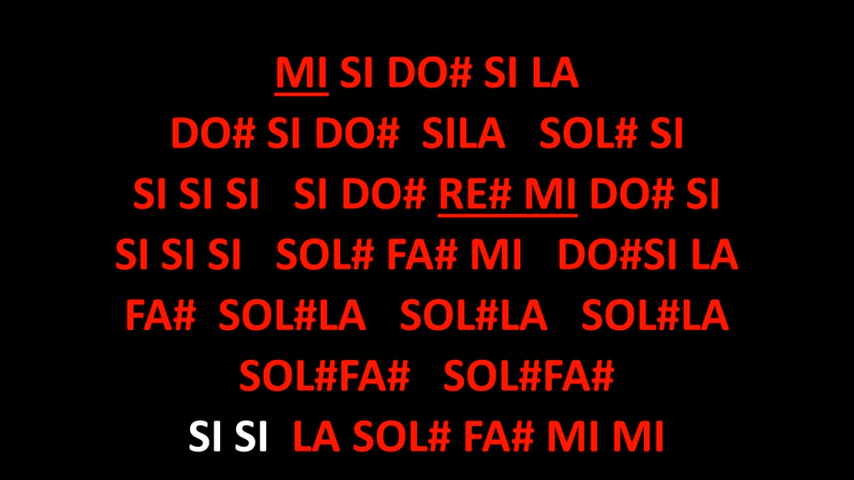 MI SI DO# SI LA
DO# SI DO# SILA SOL# SI
SI SI SI SI DO# RE# MI DO# SI
SI SI SI SOL# FA# MI DO#SI LA
FA# SOL#LA SOL#LA SOL#LA
SOL#FA# SOL#FA#
SI SI LA SOL# FA# MI MI